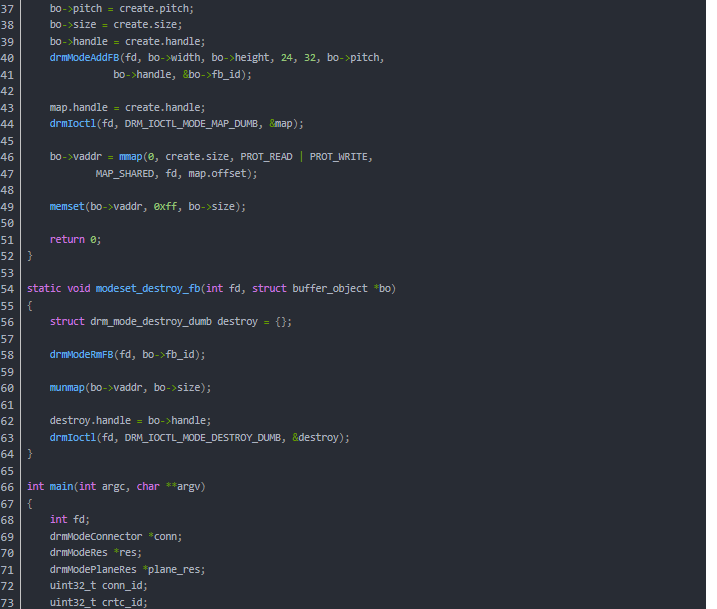 37 bo->pitch = create.pitch;
38 bo->size = create.size;
39 bo->handle = create.handle;
40 drmModeAddFB(fd, bo->width, bo->height, 24, 32, bo->pitch,
41 bo->handle, &bo->fb_id);
42
43 map.handle = create.handle;
44 drmIoctl(fd, DRM_IOCTL_MODE_MAP_DUMB, &map);
45
46 bo->vaddr = mmap(0, create.size, PROT_READ | PROT_WRITE,
47 MAP_SHARED, fd, map.offset);
48
49 memset(bo->vaddr, 0xff, bo->size);
50
51 return 0;
52 }
53
54 static void modeset_destroy_fb(int fd, struct buffer_object *bo)
55 {
56 struct drm_mode_destroy_dumb destroy = {};
57
58 drmModeRmFB(fd, bo->fb_id);
59
60 munmap(bo->vaddr, bo->size);
61
62 destroy.handle = bo->handle;
63 drmIoctl(fd, DRM_IOCTL_MODE_DESTROY_DUMB, &destroy);
64 }
65
66 int main(int argc, char **argv)
67 {
68 int fd;
69 drmModeConnector *conn;
70 drmModeRes *res;
71 drmModePlaneRes *plane_res;
72 uint32_t conn_id;
73 uint32_t crtc_id;